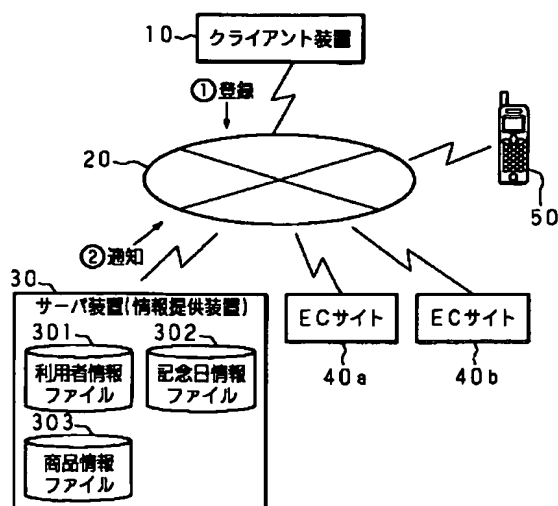 10
クライアント装置
①登録
20
50
②通知
30
サーバ装置(情報提供装置)
301
302
利用者情報
ファイル
記念日情報
ファイル
303
商品情報
ファイル
ECサイト
ECサイト
40a
40b